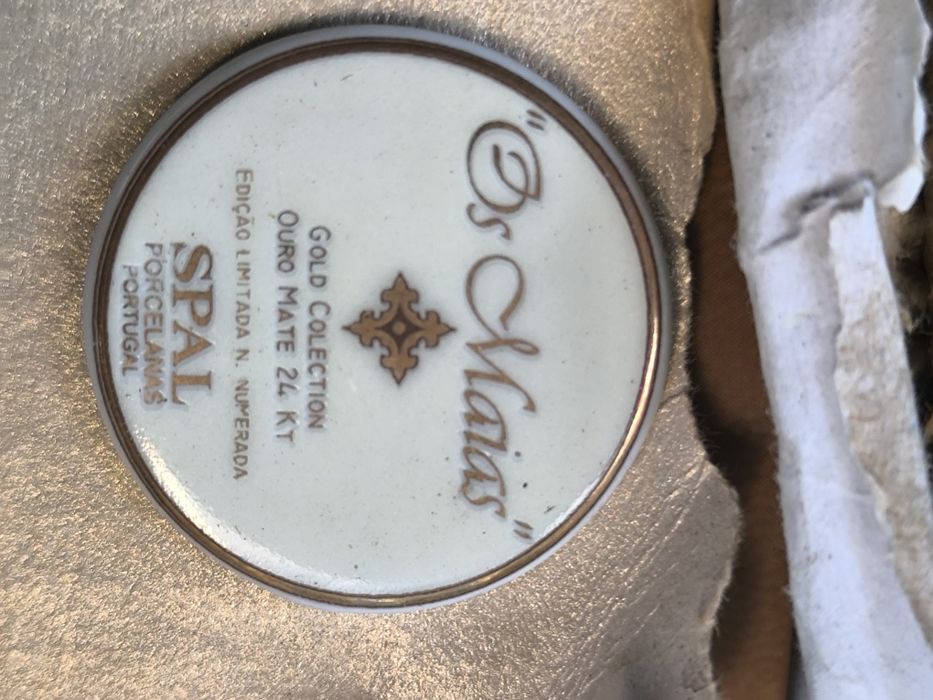 "Os Maias"
GOLD COLECTION
OURO MATE 24 KT
EDIÇÃO LIMITADA N. NUMERADA
SPAL
PORCELANAS
PORTUGAL